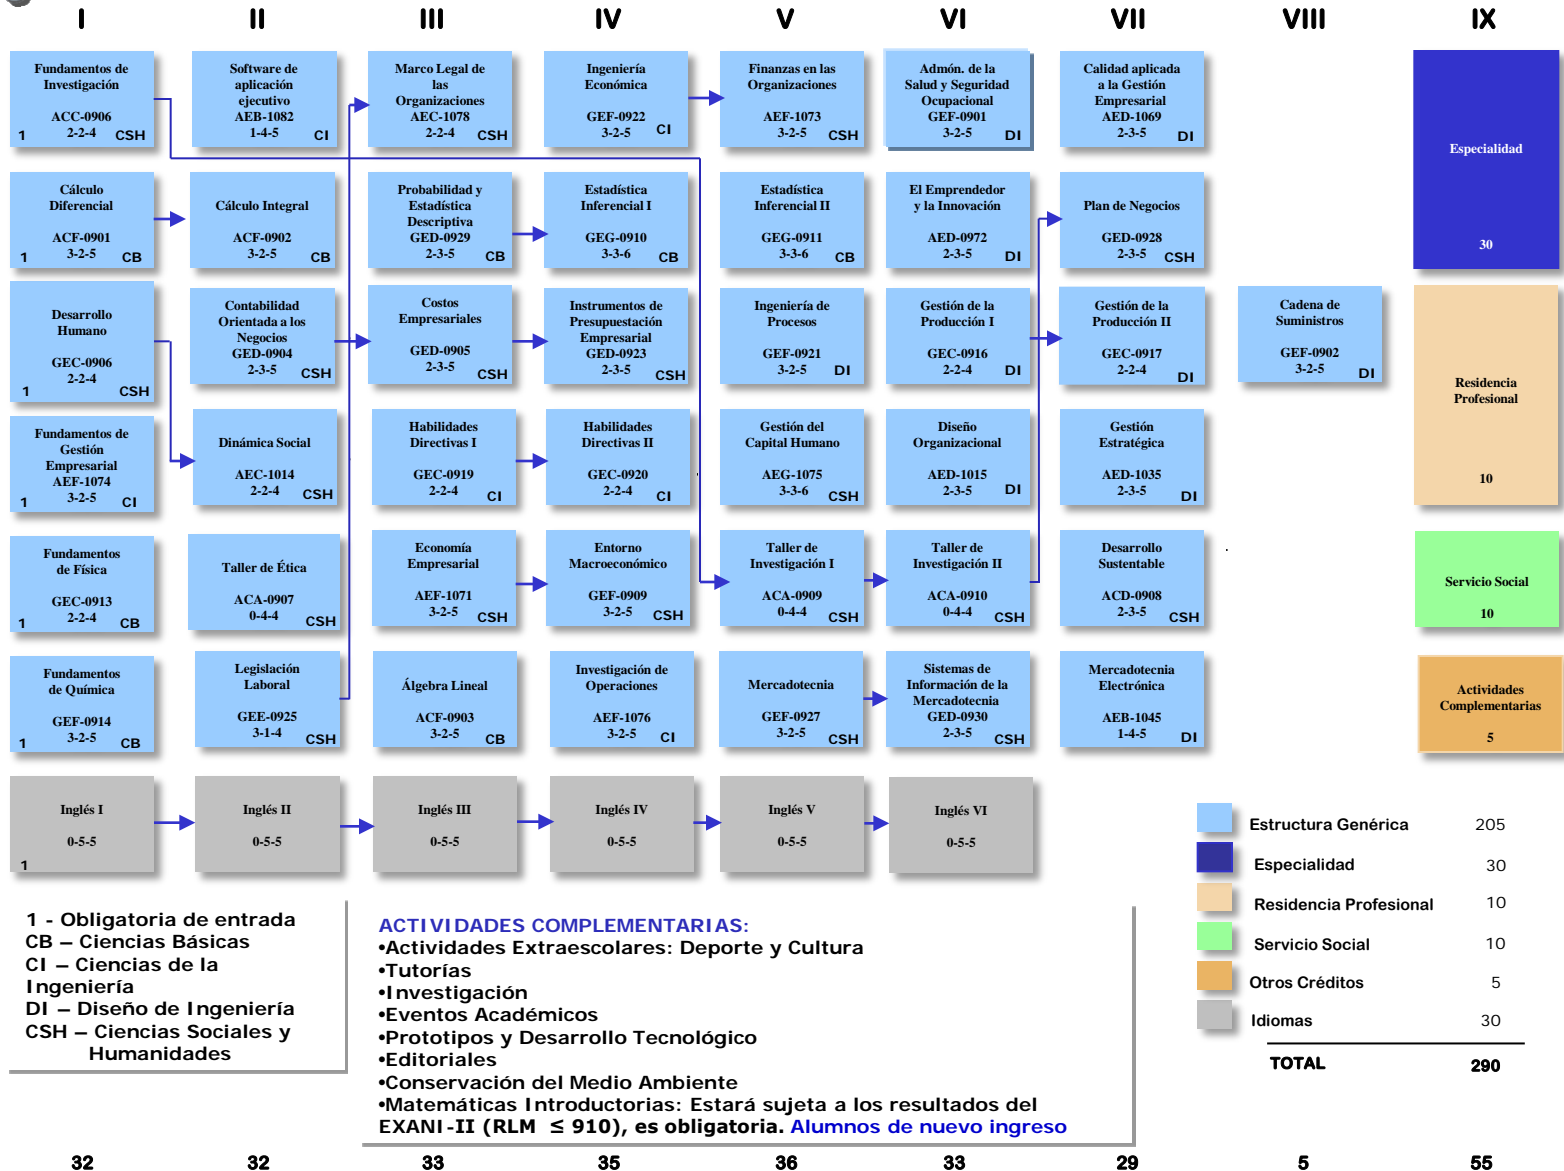 I II III IV V VI VII VIII IX
Fundamentos de
Investigación
ACC-0906
2-2-4
1
CSH
Software de
aplicación
ejecutivo
AEB-1082
1-4-5
CI
Marco Legal de
las
Organizaciones
AEC-1078
2-2-4
CSH
Ingeniería
Económica
GEF-0922
3-2-5
CI
Finanzas en las
Organizaciones
AEF-1073
3-2-5
CSH
Admón. de la
Salud y Seguridad
Ocupacional
GEF-0901
3-2-5
DI
Calidad aplicada
a la Gestión
Empresarial
AED-1069
2-3-5
DI
Especialidad
30
Cálculo
Diferencial
ACF-0901
3-2-5
1
CB
Cálculo Integral
ACF-0902
3-2-5
CB
Probabilidad y
Estadística
Descriptiva
GED-0929
2-3-5
CB
Estadística
Inferencial I
GEG-0910
3-3-6
CB
Estadística
Inferencial II
GEG-0911
3-3-6
CB
El Emprendedor
y la Innovación
AED-0972
2-3-5
DI
Plan de Negocios
GED-0928
2-3-5
CSH
Desarrollo
Humano
GEC-0906
2-2-4
1
CSH
Contabilidad
Orientada a los
Negocios
GED-0904
2-3-5
CSH
Costos
Empresariales
GED-0905
2-3-5
CSH
Instrumentos de
Presupuestación
Empresarial
GED-0923
2-3-5
CSH
Ingeniería de
Procesos
GEF-0921
3-2-5
DI
Gestión de la
Producción I
GEC-0916
2-2-4
DI
Gestión de la
Producción II
GEC-0917
2-2-4
DI
Cadena de
Suministros
GEF-0902
3-2-5
DI
Residencia
Profesional
10
Fundamentos de
Gestión
Empresarial
AEF-1074
3-2-5
1
CI
Dinámica Social
AEC-1014
2-2-4
CSH
Habilidades
Directivas I
GEC-0919
2-2-4
CI
Habilidades
Directivas II
GEC-0920
2-2-4
CI
Gestión del
Capital Humano
AEG-1075
3-3-6
CSH
Diseño
Organizacional
AED-1015
2-3-5
DI
Gestión
Estratégica
AED-1035
2-3-5
DI
Fundamentos
de Física
GEC-0913
2-2-4
1
CB
Taller de Ética
ACA-0907
0-4-4
CSH
Economía
Empresarial
AEF-1071
3-2-5
CSH
Entorno
Macroeconómico
GEF-0909
3-2-5
CSH
Taller de
Investigación I
ACA-0909
0-4-4
CSH
Taller de
Investigación II
ACA-0910
0-4-4
CSH
Desarrollo
Sustentable
ACD-0908
2-3-5
CSH
Servicio Social
10
Fundamentos
de Química
GEF-0914
3-2-5
1
CB
Legislación
Laboral
GEE-0925
3-1-4
CSH
Álgebra Lineal
ACF-0903
3-2-5
CB
Investigación de
Operaciones
AEF-1076
3-2-5
CI
Mercadotecnia
GEF-0927
3-2-5
CSH
Sistemas de
Información de la
Mercadotecnia
GED-0930
2-3-5
CSH
Mercadotecnia
Electrónica
AEB-1045
1-4-5
DI
Actividades
Complementarias
5
Inglés I
0-5-5
1
Inglés II
0-5-5
Inglés III
0-5-5
Inglés IV
0-5-5
Inglés V
0-5-5
Inglés VI
0-5-5
Estructura Genérica 205
Especialidad 30
Residencia Profesional 10
Servicio Social 10
Otros Créditos 5
Idiomas 30
TOTAL 290
1 - Obligatoria de entrada
CB – Ciencias Básicas
CI – Ciencias de la
Ingeniería
DI – Diseño de Ingeniería
CSH – Ciencias Sociales y
Humanidades
ACTIVIDADES COMPLEMENTARIAS:
•Actividades Extraescolares: Deporte y Cultura
•Tutorías
•Investigación
•Eventos Académicos
•Prototipos y Desarrollo Tecnológico
•Editoriales
•Conservación del Medio Ambiente
•Matemáticas Introductorias: Estará sujeta a los resultados del
EXANI-II (RLM ≤ 910), es obligatoria. Alumnos de nuevo ingreso
32 32 33 35 36 33 29 5 55